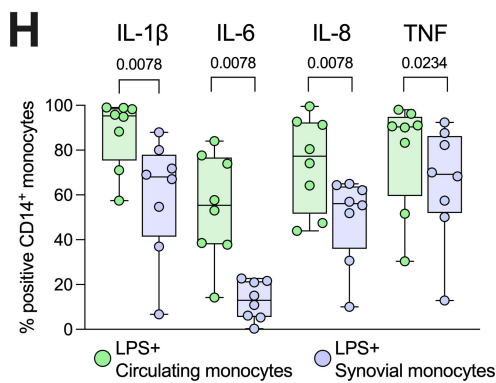 H
IL-1β IL-6 IL-8 TNF
0.0078 0.0078 0.0078 0.0234
% positive CD14⁺ monocytes
100
80
60
40
20
0
LPS+
Circulating monocytes
LPS+
Synovial monocytes